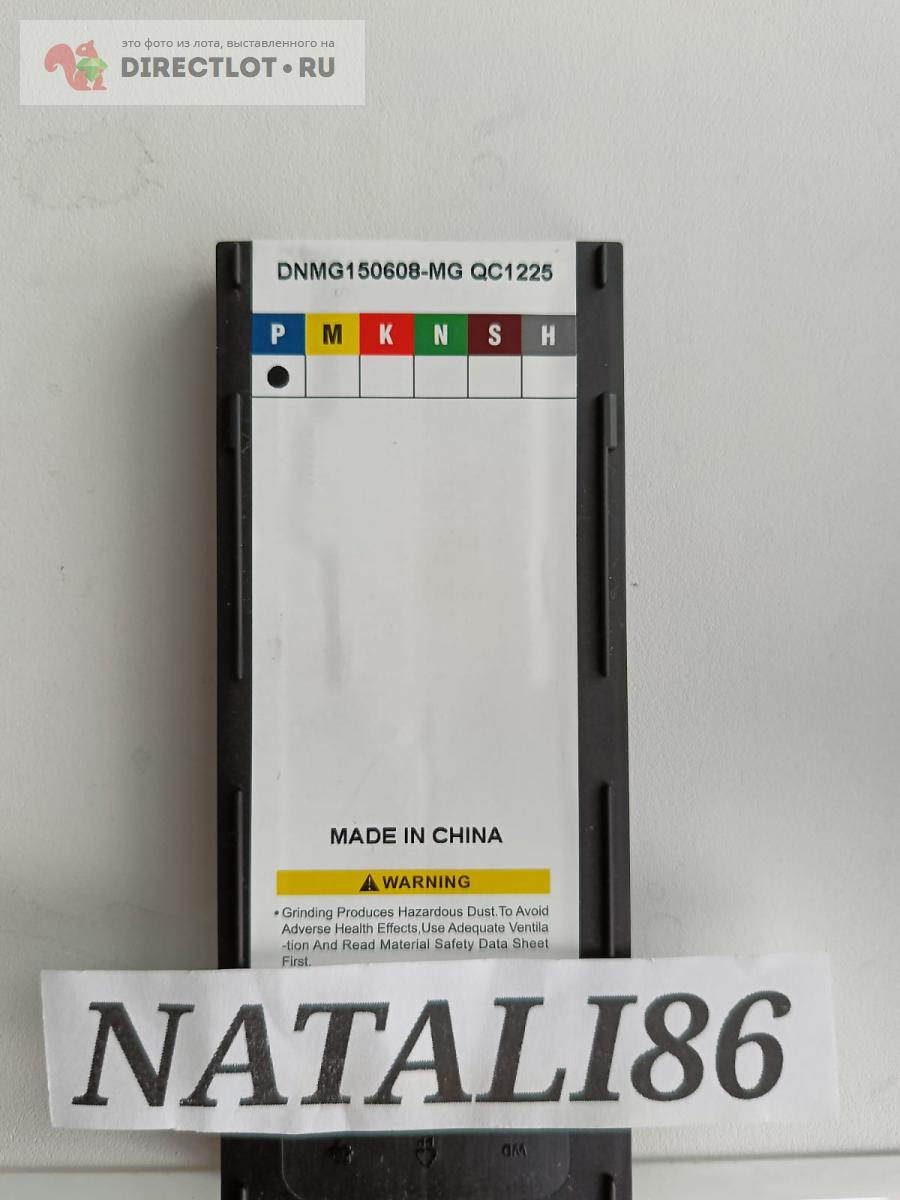 это фото из лота, выставленного на
DIRECTLOT•RU
DNMG150608-MG QC1225
P M K N S H
MADE IN CHINA
WARNING
• Grinding Produces Hazardous Dust.To Avoid
Adverse Health Effects,Use Adequate Ventila
-tion And Read Material Safety Data Sheet
First.
NATALI86